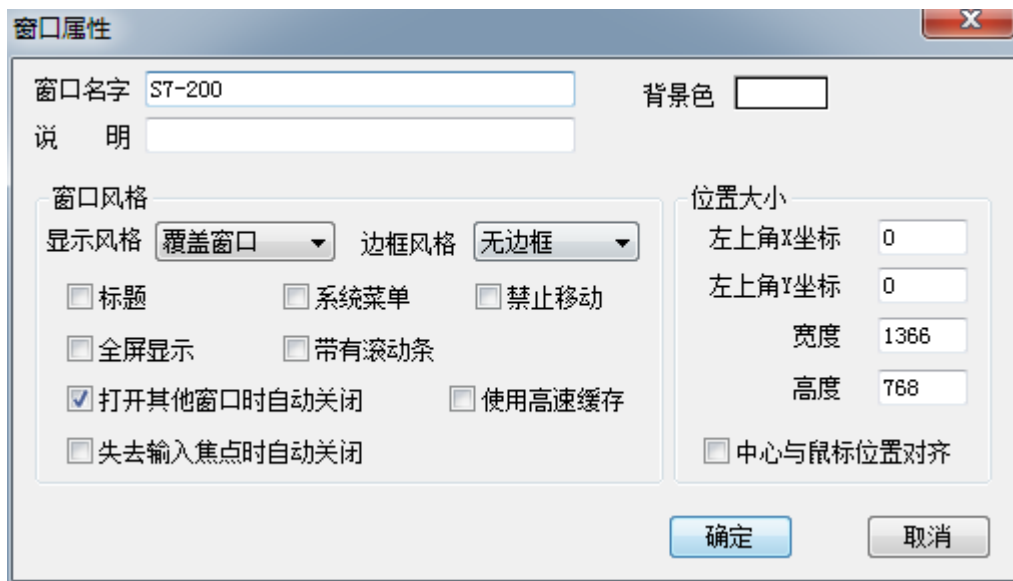 窗口属性
窗口名字 S7-200 背景色
说 明
窗口风格 位置大小
显示风格 覆盖窗口 边框风格 无边框 左上角X坐标 0
标题 系统菜单 禁止移动 左上角Y坐标 0
全屏显示 带有滚动条 宽度 1366
打开其他窗口时自动关闭 使用高速缓存 高度 768
失去输入焦点时自动关闭 中心与鼠标位置对齐
确定 取消